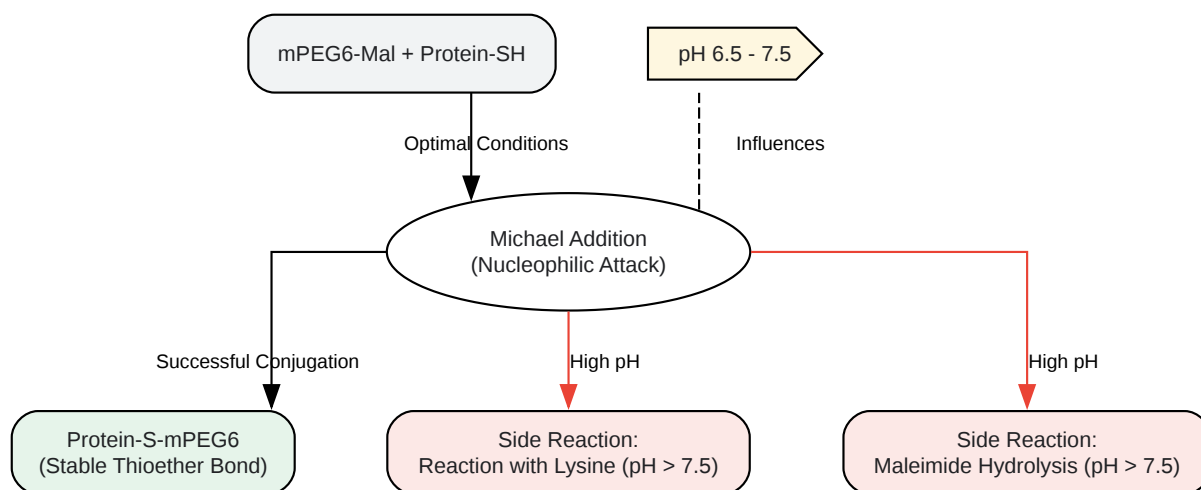 mPEG6-Mal + Protein-SH
pH 6.5 - 7.5
Optimal Conditions
Influences
Michael Addition
(Nucleophilic Attack)
Successful Conjugation
High pH
High pH
Protein-S-mPEG6
(Stable Thioether Bond)
Side Reaction:
Reaction with Lysine (pH > 7.5)
Side Reaction:
Maleimide Hydrolysis (pH > 7.5)